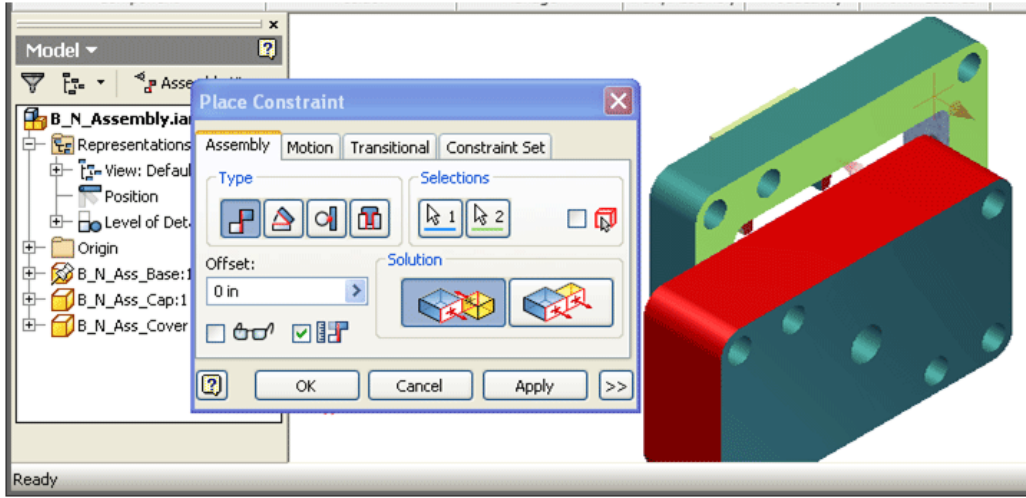 Model
Asse
B_N_Assembly.iam
Representations
View: Defaul
Position
Level of Det
Origin
B_N_Ass_Base:1
B_N_Ass_Cap:1
B_N_Ass_Cover
Place Constraint
Assembly Motion Transitional Constraint Set
Type Selections
1 2
Offset: Solution
0 in
OK Cancel Apply >>
Ready